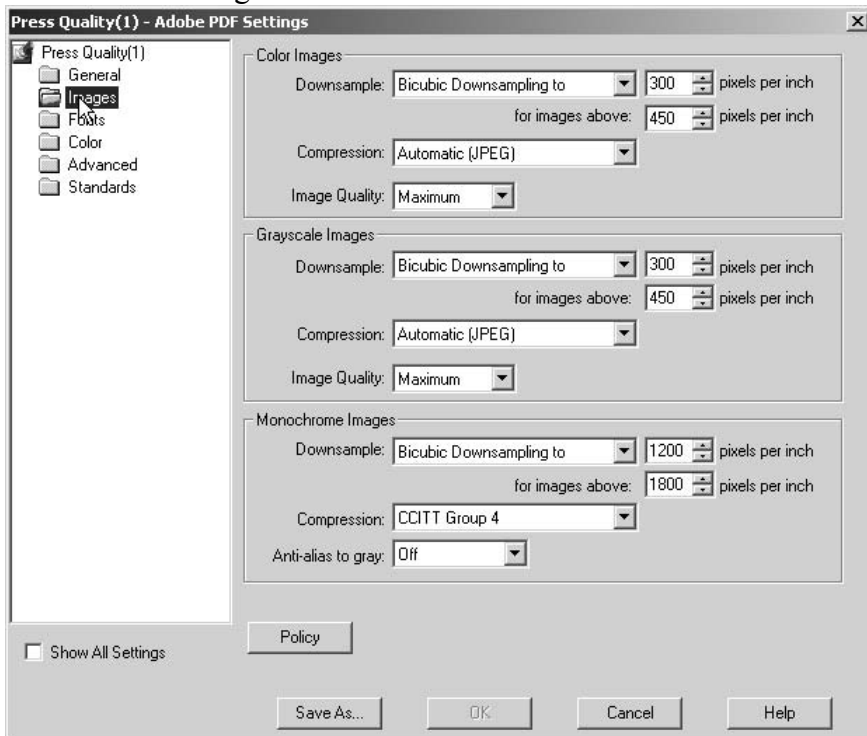 Press Quality(1) - Adobe PDF Settings
Press Quality(1)
General
Images
Fonts
Color
Advanced
Standards
Show All Settings
Color Images
Downsample: Bicubic Downsampling to 300 pixels per inch
for images above: 450 pixels per inch
Compression: Automatic (JPEG)
Image Quality: Maximum
Grayscale Images
Downsample: Bicubic Downsampling to 300 pixels per inch
for images above: 450 pixels per inch
Compression: Automatic (JPEG)
Image Quality: Maximum
Monochrome Images
Downsample: Bicubic Downsampling to 1200 pixels per inch
for images above: 1800 pixels per inch
Compression: CCITT Group 4
Anti-alias to gray: Off
Policy
Save As... OK Cancel Help